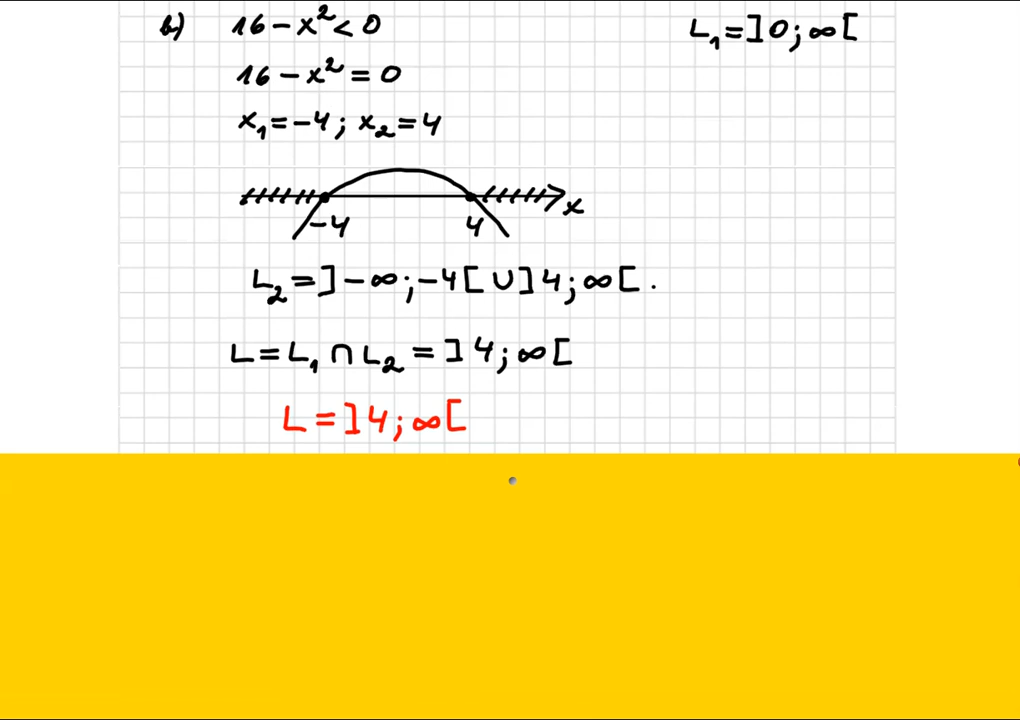 b) 16 - x² < 0
L₁ = ]0; ∞[
16 - x² = 0
x₁ = -4; x₂ = 4
-4 4 x
L₂ = ]-∞; -4[ ∪ ]4; ∞[.
L = L₁ ∩ L₂ = ]4; ∞[
L = ]4; ∞[